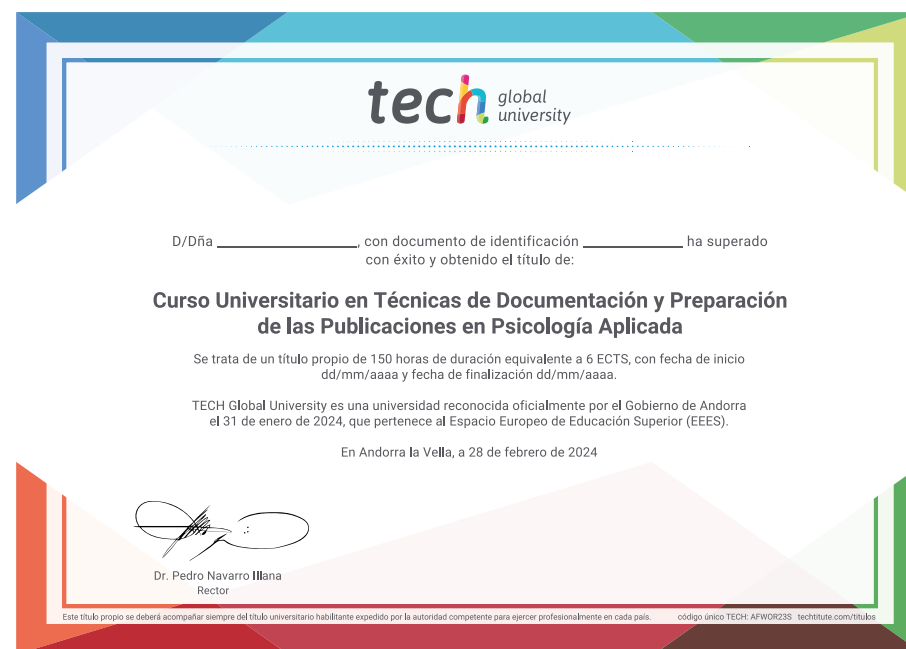 tech global university
D/Dña ____________________, con documento de identificación ______________ ha superado
con éxito y obtenido el título de:
Curso Universitario en Técnicas de Documentación y Preparación
de las Publicaciones en Psicología Aplicada
Se trata de un título propio de 150 horas de duración equivalente a 6 ECTS, con fecha de inicio
dd/mm/aaaa y fecha de finalización dd/mm/aaaa.
TECH Global University es una universidad reconocida oficialmente por el Gobierno de Andorra
el 31 de enero de 2024, que pertenece al Espacio Europeo de Educación Superior (EEES).
En Andorra la Vella, a 28 de febrero de 2024
Dr. Pedro Navarro Illana
Rector
Este título propio se deberá acompañar siempre del título universitario habilitante expedido por la autoridad competente para ejercer profesionalmente en cada país. código único TECH: AFWOR23S techtitute.com/titulos